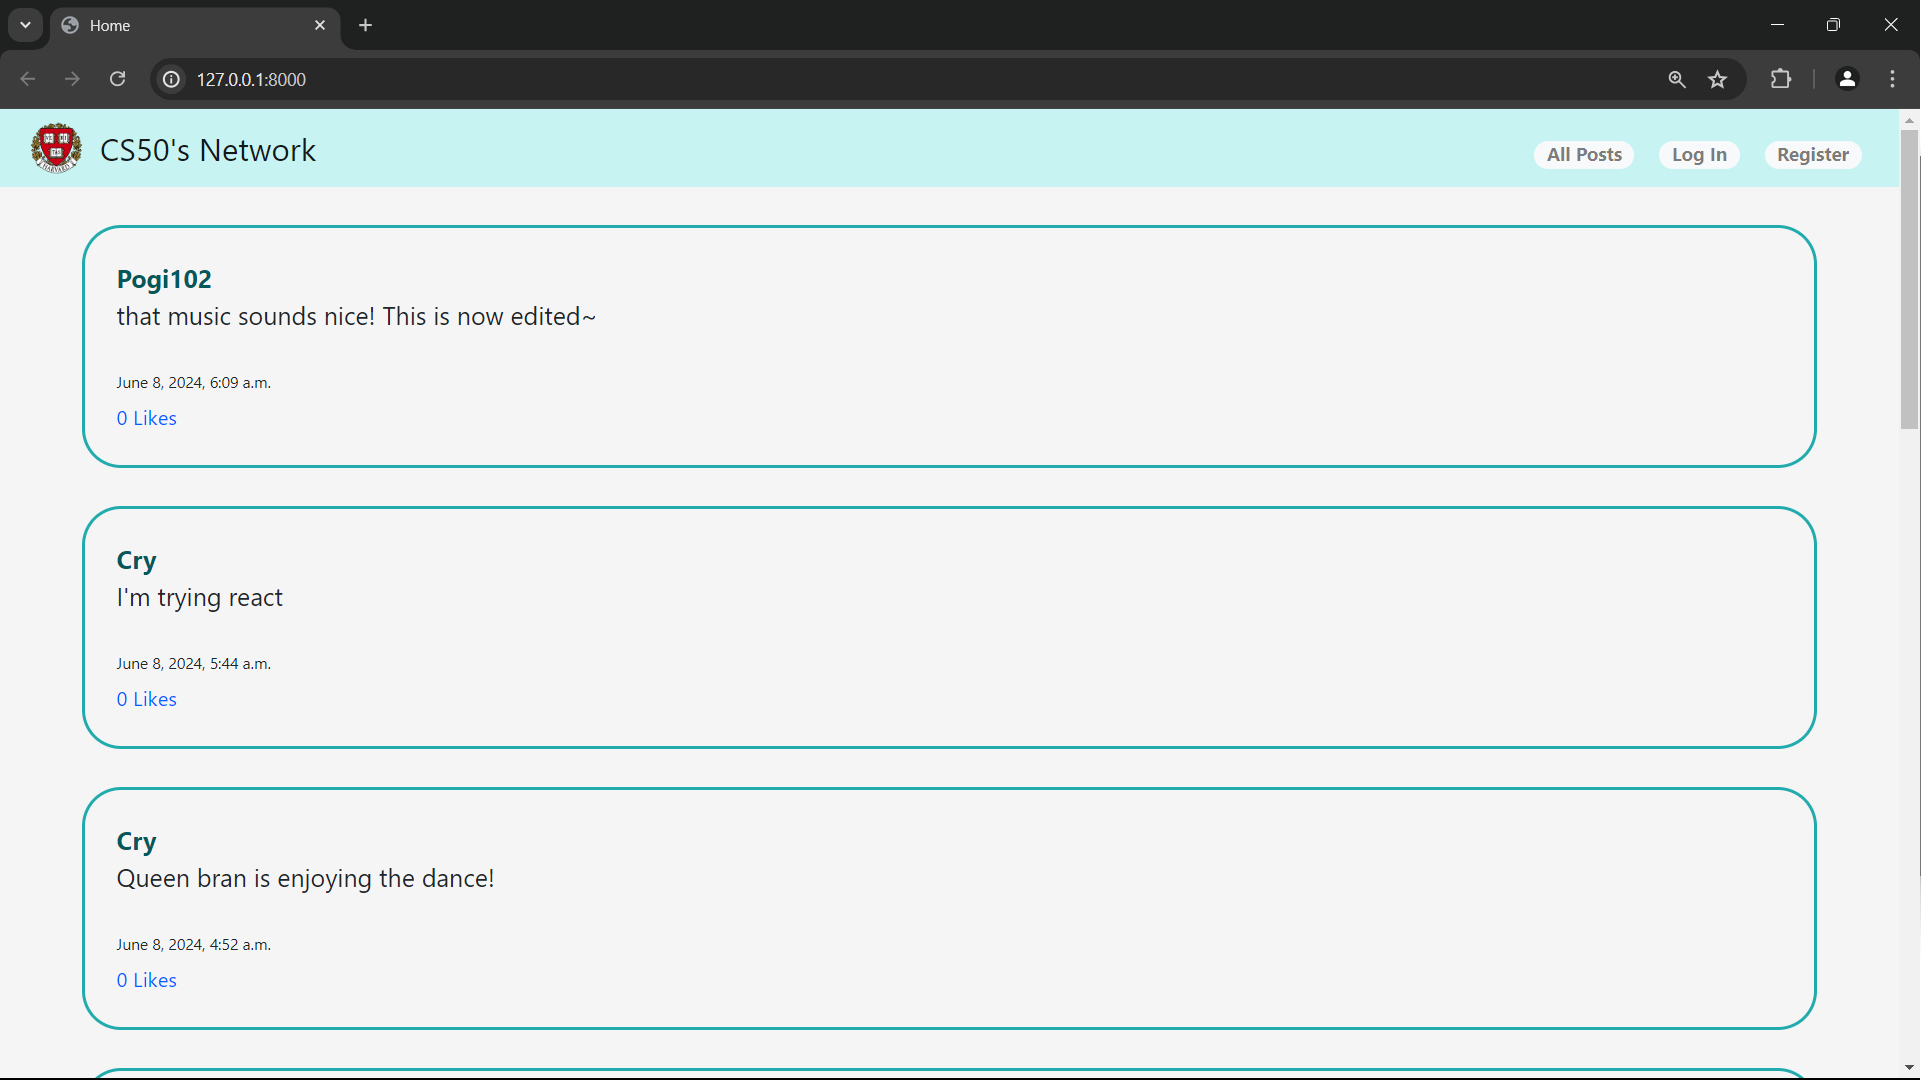 Home
127.0.0.1:8000
CS50's Network
All Posts
Log In
Register
Pogi102
that music sounds nice! This is now edited~
June 8, 2024, 6:09 a.m.
0 Likes
Cry
I'm trying react
June 8, 2024, 5:44 a.m.
0 Likes
Cry
Queen bran is enjoying the dance!
June 8, 2024, 4:52 a.m.
0 Likes